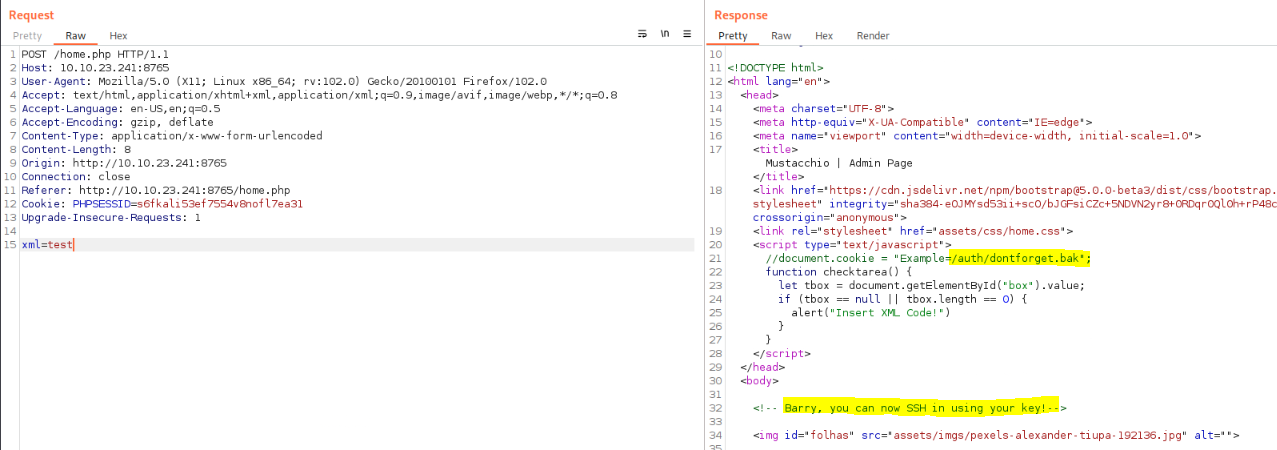 Request
Pretty Raw Hex
\n
1 POST /home.php HTTP/1.1
2 Host: 10.10.23.241:8765
3 User-Agent: Mozilla/5.0 (X11; Linux x86_64; rv:102.0) Gecko/20100101 Firefox/102.0
4 Accept: text/html,application/xhtml+xml,application/xml;q=0.9,image/avif,image/webp,*/*;q=0.8
5 Accept-Language: en-US,en;q=0.5
6 Accept-Encoding: gzip, deflate
7 Content-Type: application/x-www-form-urlencoded
8 Content-Length: 8
9 Origin: http://10.10.23.241:8765
10 Connection: close
11 Referer: http://10.10.23.241:8765/home.php
12 Cookie: PHPSESSID=s6fkali53ef7554v8nofl7ea31
13 Upgrade-Insecure-Requests: 1
14
15 xml=test
Response
Pretty Raw Hex Render
10
11 <!DOCTYPE html>
12 <html lang="en">
13 <head>
14 <meta charset="UTF-8">
15 <meta http-equiv="X-UA-Compatible" content="IE=edge">
16 <meta name="viewport" content="width=device-width, initial-scale=1.0">
17 <title>
Mustacchio | Admin Page
</title>
18 <link href="https://cdn.jsdelivr.net/npm/bootstrap@5.0.0-beta3/dist/css/bootstrap.
stylesheet" integrity="sha384-eOJMYsd53ii+scO/bJGFsiCZc+5NDVN2yr8+0RDqr0Ql0h+rP48c
crossorigin="anonymous">
19 <link rel="stylesheet" href="assets/css/home.css">
20 <script type="text/javascript">
21 //document.cookie = "Example=/auth/dontforget.bak";
22 function checktarea() {
23 let tbox = document.getElementById("box").value;
24 if (tbox == null || tbox.length == 0) {
25 alert("Insert XML Code!")
26 }
27 }
28 </script>
29 </head>
30 <body>
31
32 <!-- Barry, you can now SSH in using your key!-->
33
34 <img id="folhas" src="assets/imgs/pexels-alexander-tiupa-192136.jpg" alt="">